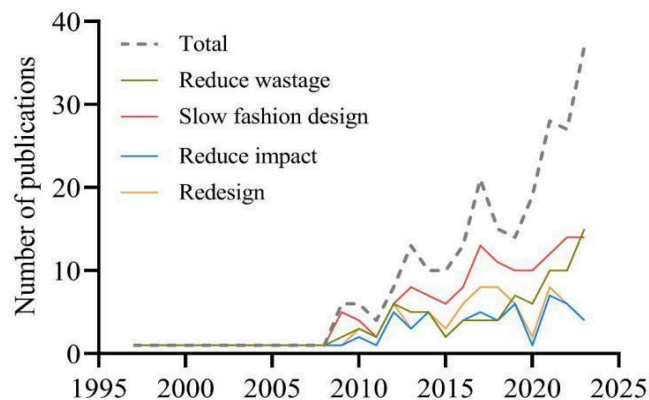 Number of publications
40
30
20
10
0
Total
Reduce wastage
Slow fashion design
Reduce impact
Redesign
1995 2000 2005 2010 2015 2020 2025